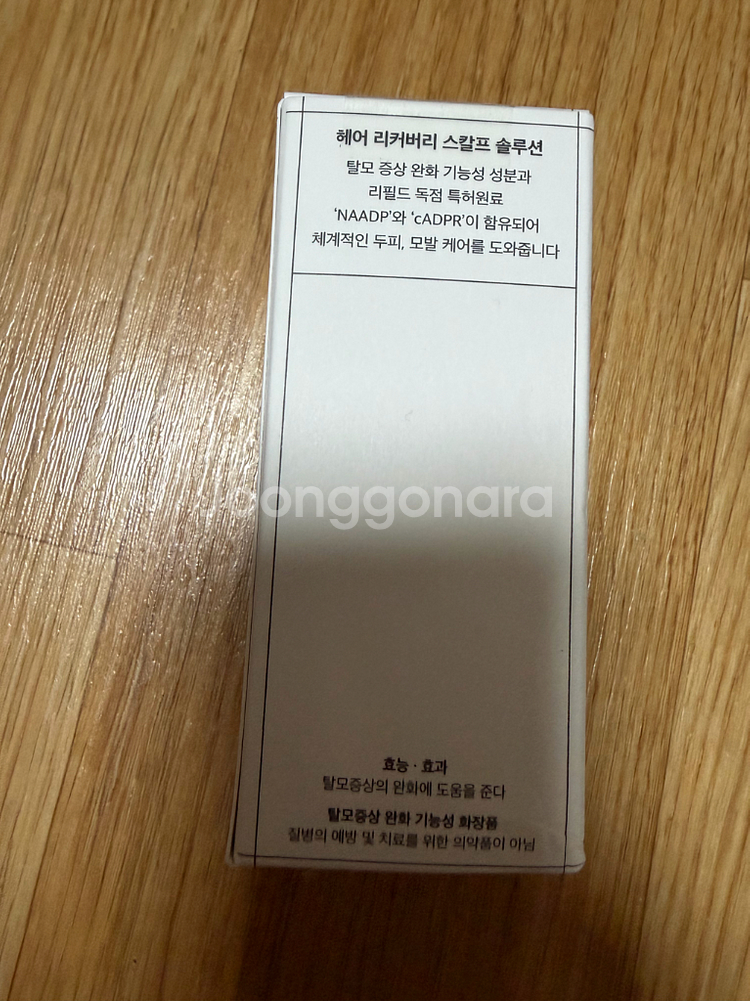 헤어 리커버리 스칼프 솔루션
탈모 증상 완화 기능성 성분과
리필드 독점 특허원료
‘NAADP’와 ‘cADPR’이 함유되어
체계적인 두피, 모발 케어를 도와줍니다
Joonggonara
효능 · 효과
탈모증상의 완화에 도움을 준다
탈모증상 완화 기능성 화장품
질병의 예방 및 치료를 위한 의약품이 아님